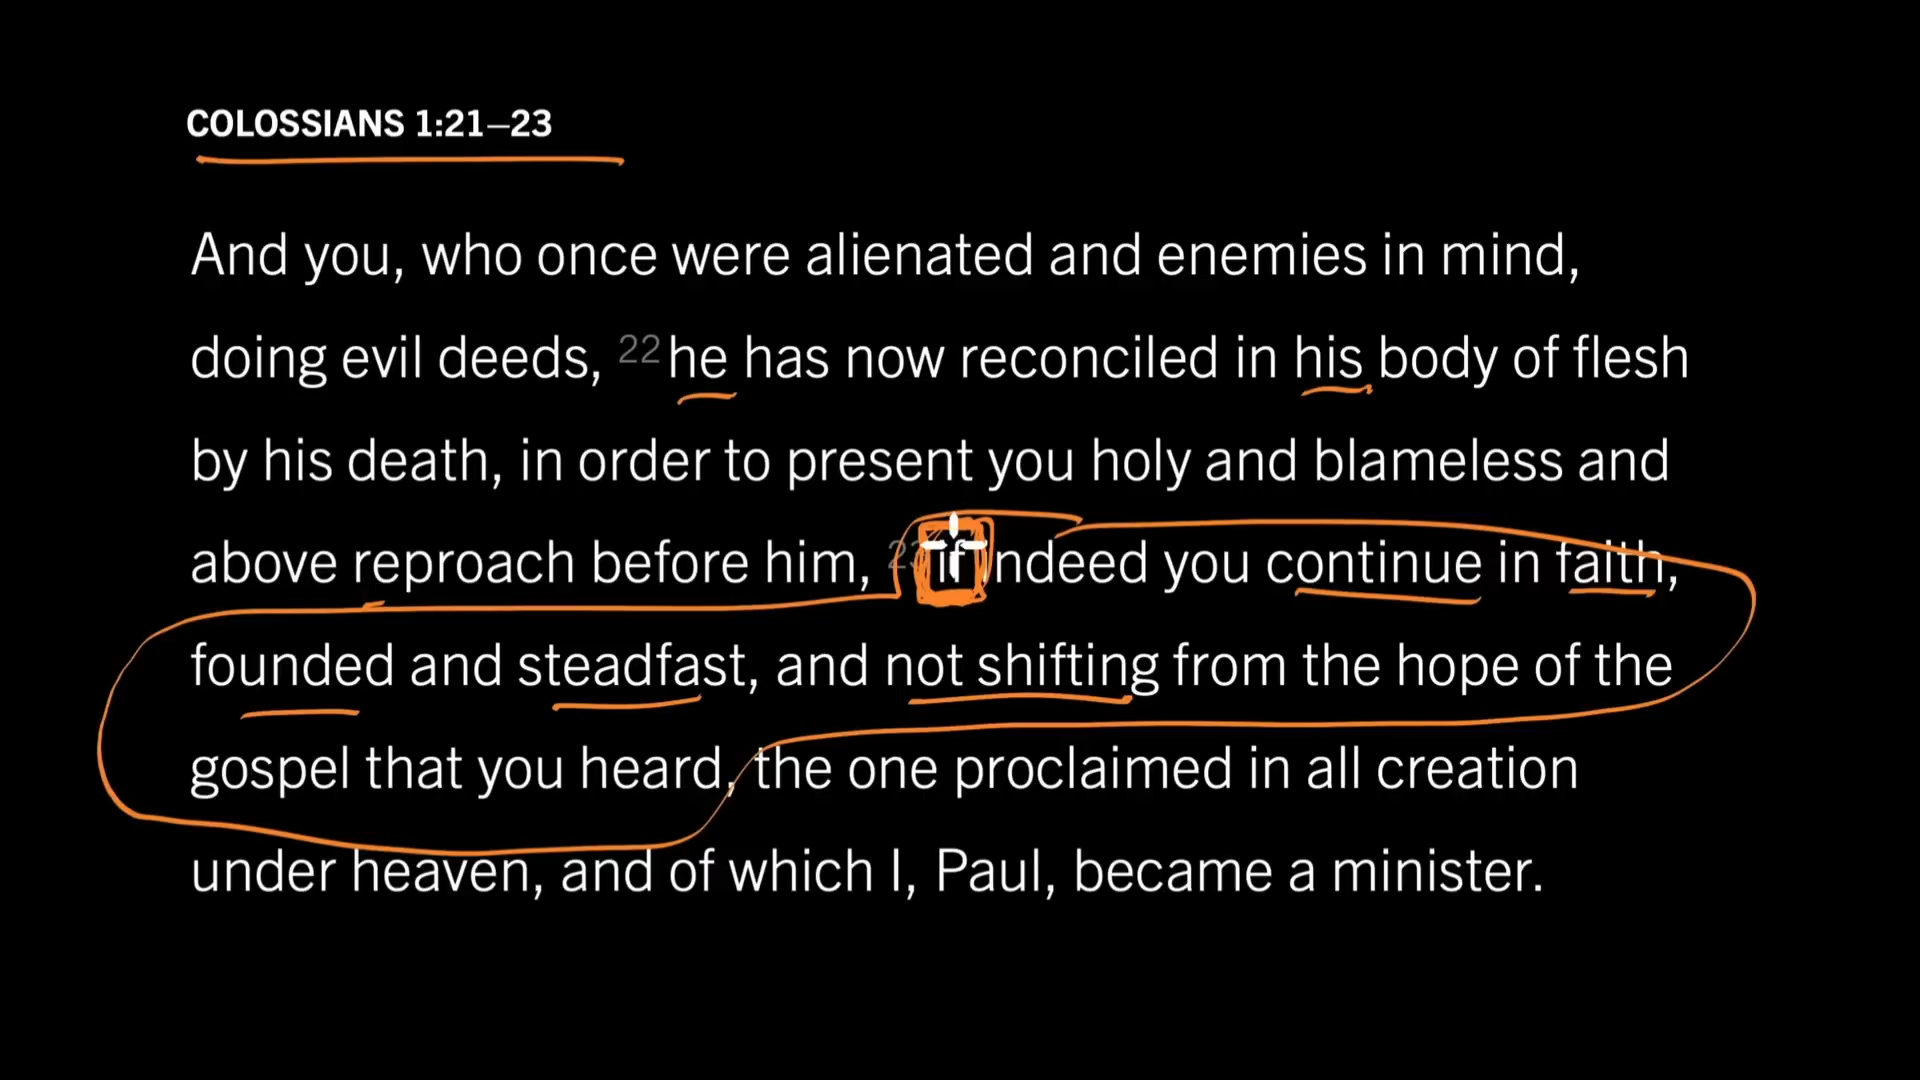 COLOSSIANS 1:21–23
And you, who once were alienated and enemies in mind,
doing evil deeds, 22 he has now reconciled in his body of flesh
by his death, in order to present you holy and blameless and
above reproach before him, 23 if indeed you continue in faith,
founded and steadfast, and not shifting from the hope of the
gospel that you heard, the one proclaimed in all creation
under heaven, and of which I, Paul, became a minister.